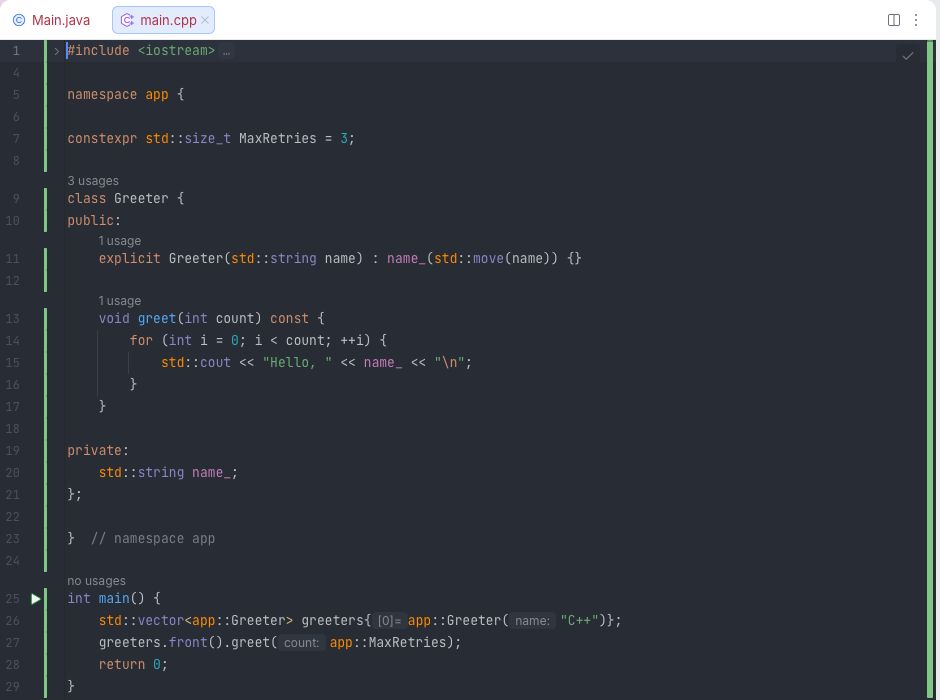 Main.java main.cpp
1 #include <iostream> …
4
5 namespace app {
6
7 constexpr std::size_t MaxRetries = 3;
8
3 usages
9 class Greeter {
10 public:
1 usage
11 explicit Greeter(std::string name) : name_(std::move(name)) {}
12
1 usage
13 void greet(int count) const {
14 for (int i = 0; i < count; ++i) {
15 std::cout << "Hello, " << name_ << "\n";
16 }
17 }
18
19 private:
20 std::string name_;
21 };
22
23 } // namespace app
24
no usages
25 int main() {
26 std::vector<app::Greeter> greeters{ [0]= app::Greeter( name: "C++")};
27 greeters.front().greet( count: app::MaxRetries);
28 return 0;
29 }